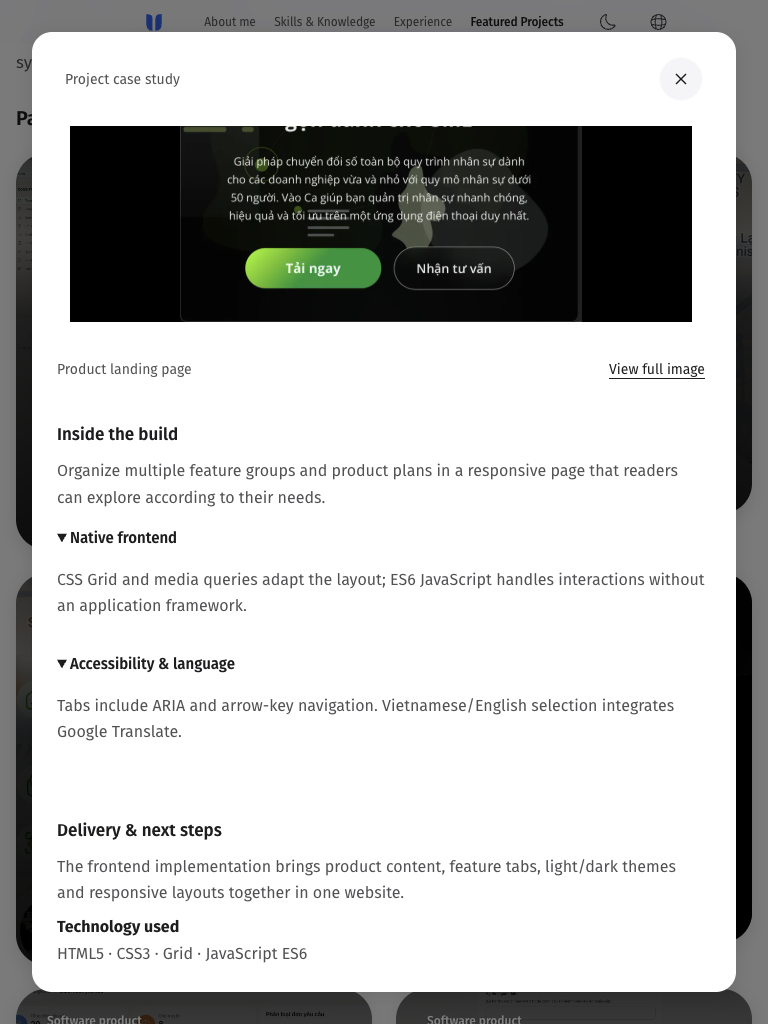 About me Skills & Knowledge Experience Featured Projects
sy
Pa
Project case study
Giải pháp chuyển đổi số toàn bộ quy trình nhân sự dành
cho các doanh nghiệp vừa và nhỏ với quy mô nhân sự dưới
50 người. Vào Ca giúp bạn quản trị nhân sự nhanh chóng,
hiệu quả và tối ưu trên một ứng dụng điện thoại duy nhất.
Tải ngay Nhận tư vấn
Product landing page View full image
Inside the build
Organize multiple feature groups and product plans in a responsive page that readers
can explore according to their needs.
▼ Native frontend
CSS Grid and media queries adapt the layout; ES6 JavaScript handles interactions without
an application framework.
▼ Accessibility & language
Tabs include ARIA and arrow-key navigation. Vietnamese/English selection integrates
Google Translate.
Delivery & next steps
The frontend implementation brings product content, feature tabs, light/dark themes
and responsive layouts together in one website.
Technology used
HTML5 · CSS3 · Grid · JavaScript ES6
Software product Software product